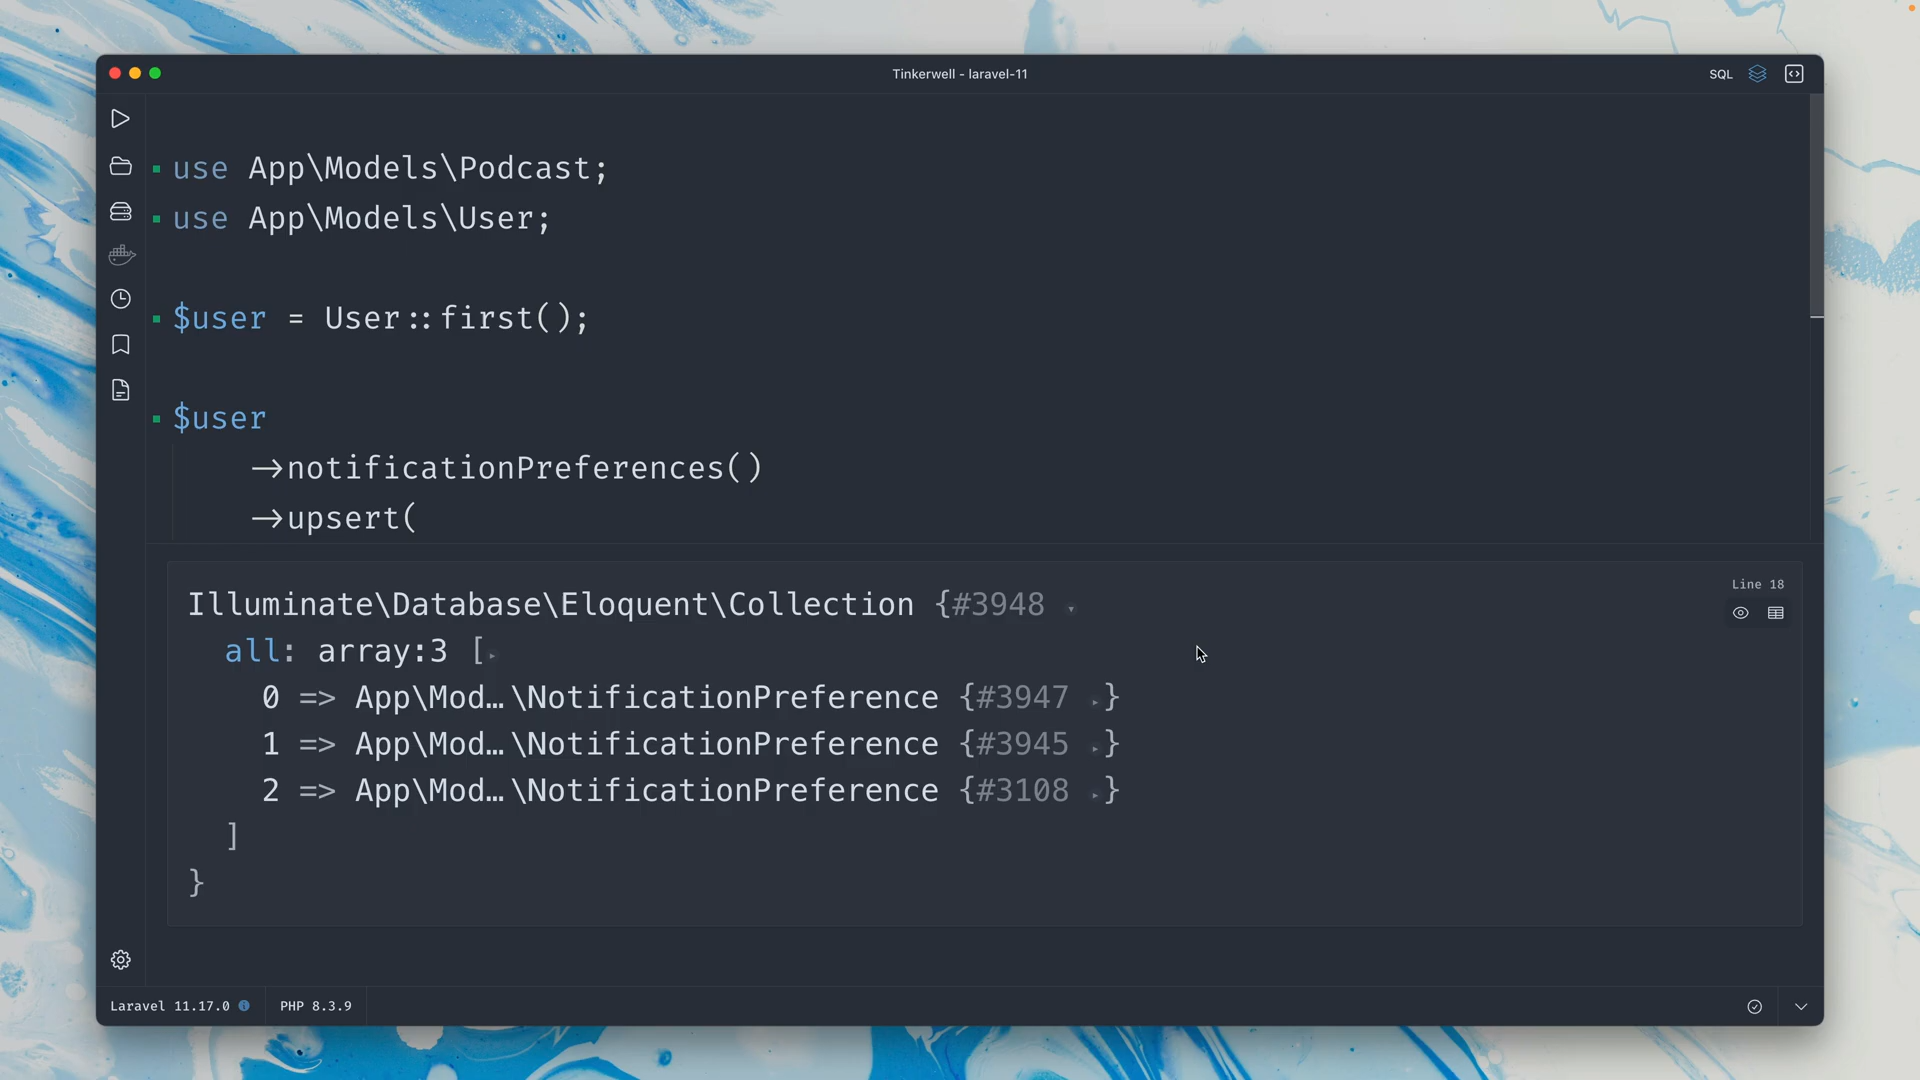 Tinkerwell - laravel-11
SQL
use App\Models\Podcast;
use App\Models\User;
$user = User::first();
$user
->notificationPreferences()
->upsert(
Line 18
Illuminate\Database\Eloquent\Collection {#3948
all: array:3 [
0 => App\Mod…\NotificationPreference {#3947 }
1 => App\Mod…\NotificationPreference {#3945 }
2 => App\Mod…\NotificationPreference {#3108 }
]
}
Laravel 11.17.0
PHP 8.3.9